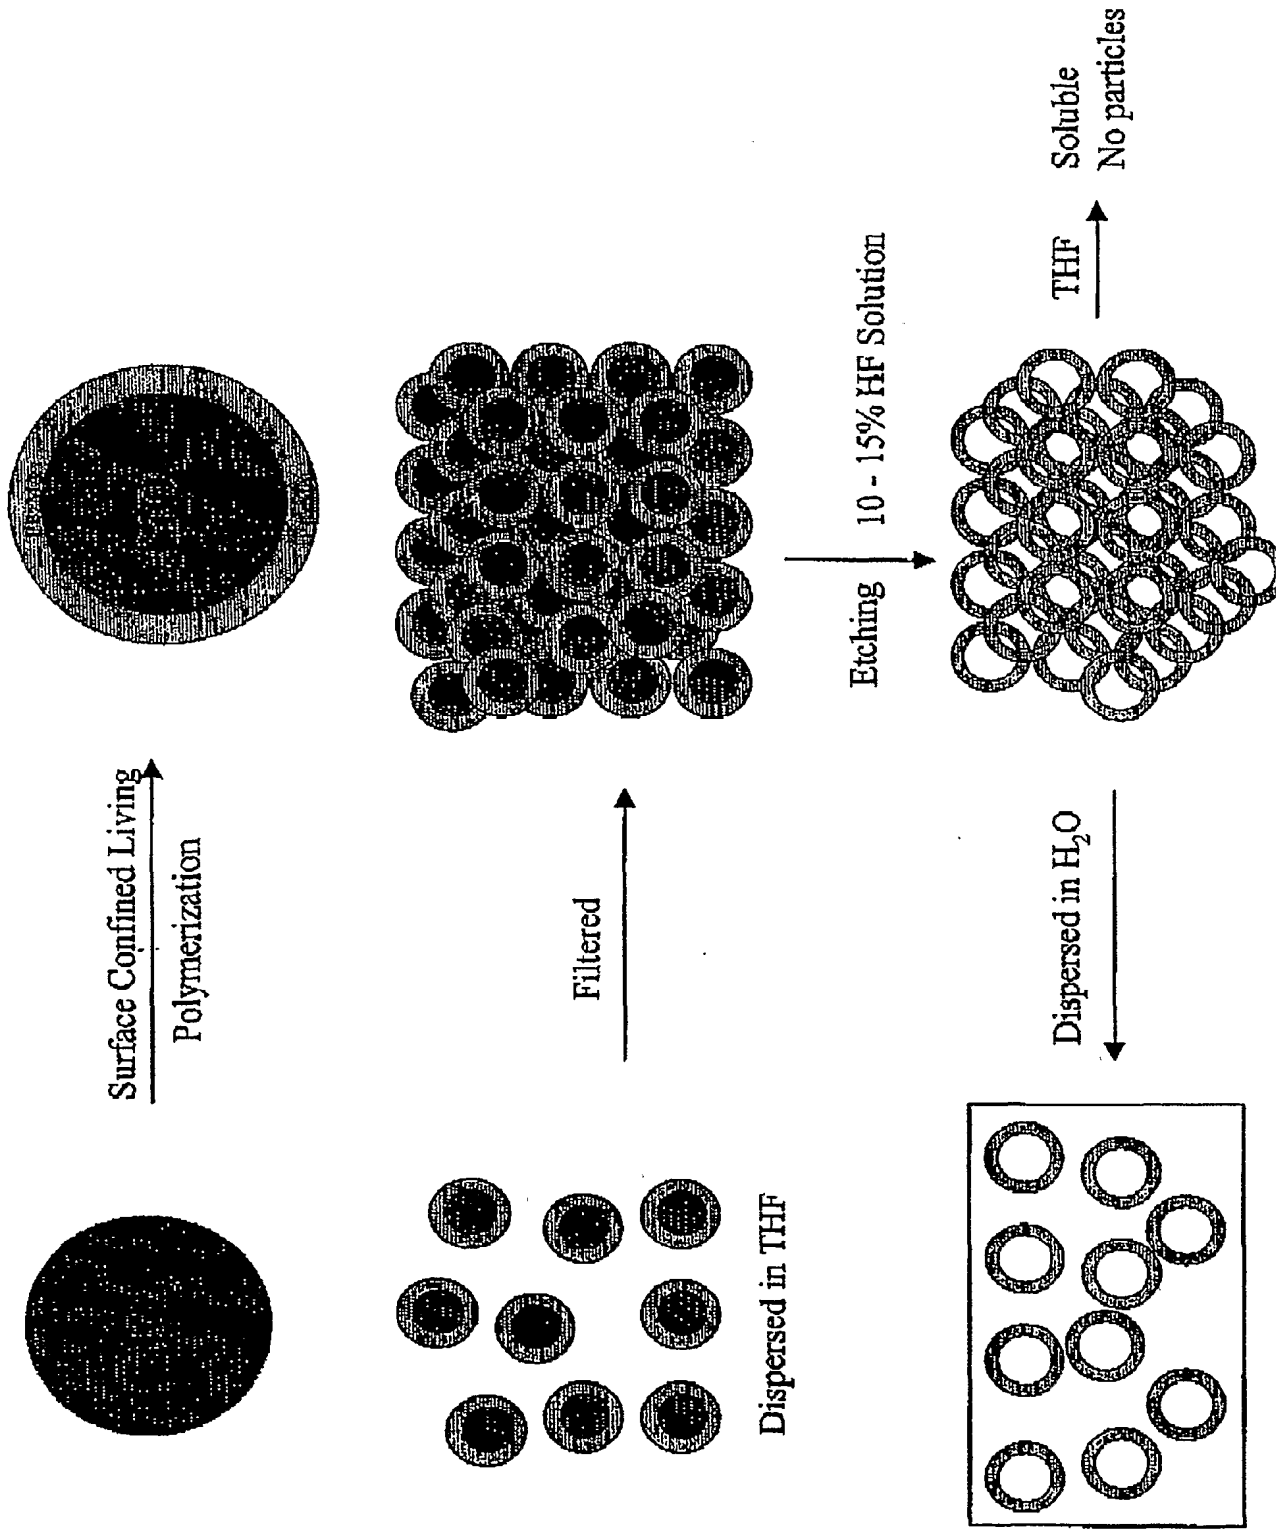 Surface Confined Living
Polymerization
Dispersed in THF
Filtered
Etching 10 - 15% HF Solution
Dispersed in H₂O
THF
Soluble
No particles